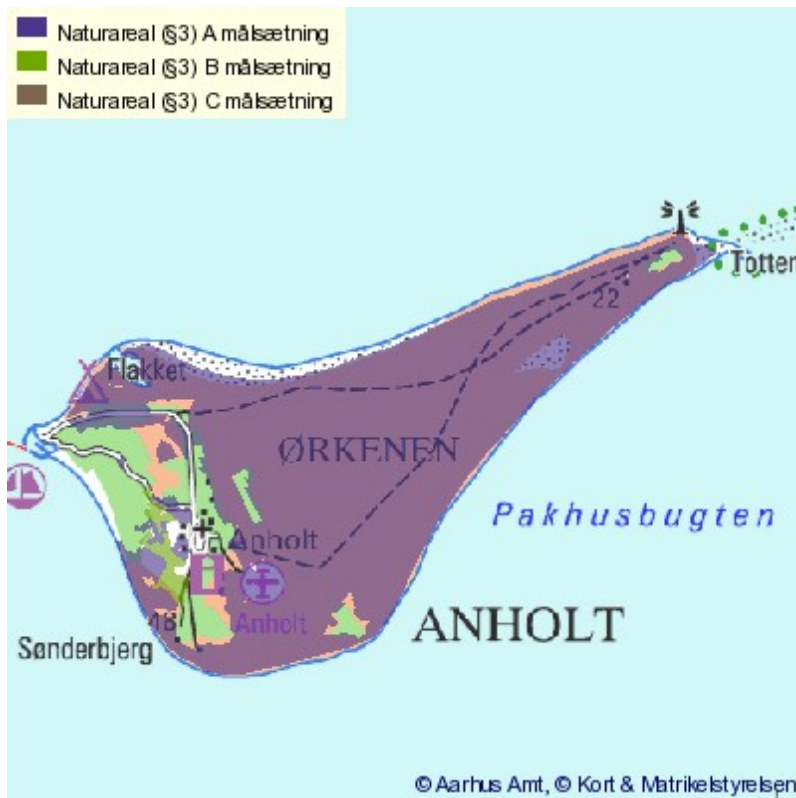 Naturareal (§3) A målsætning
Naturareal (§3) B målsætning
Naturareal (§3) C målsætning
Totten
22
Flakket
ØRKENEN
Pakhusbugten
Anholt
ANHOLT
Anholt
48
Sønderbjerg
© Aarhus Amt, © Kort & Matrikelstyrelsen